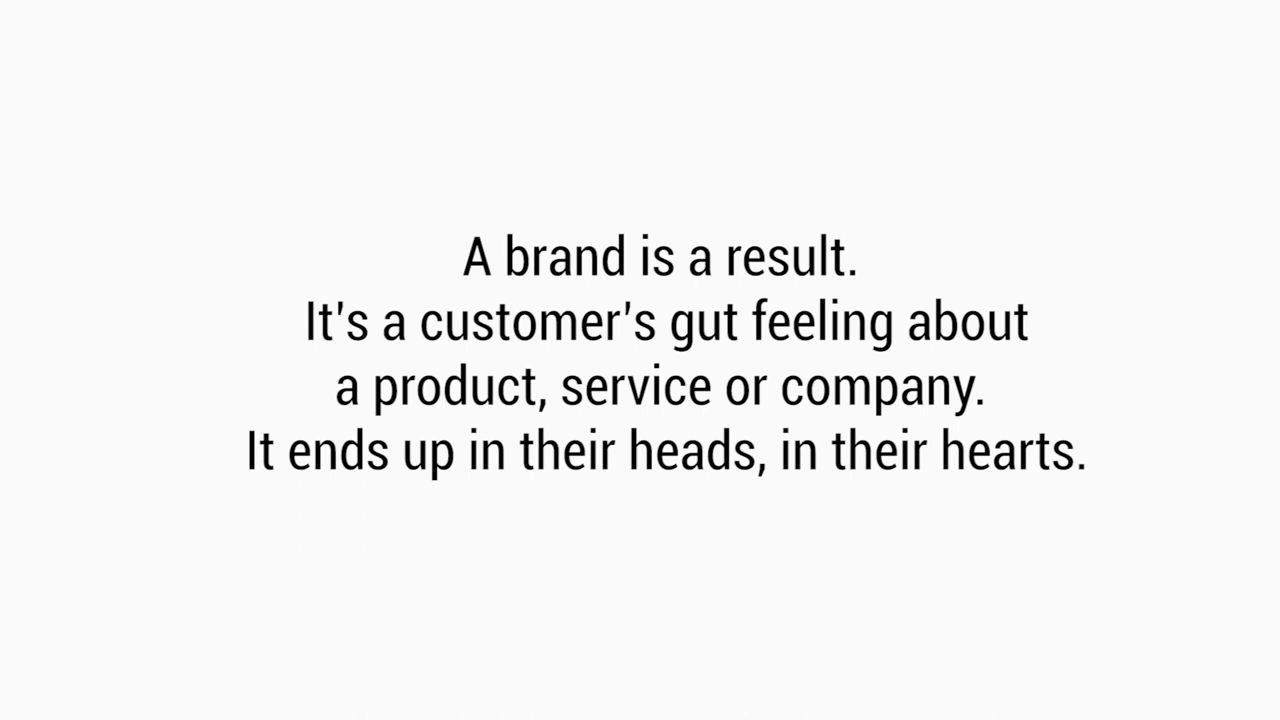 A brand is a result.
It's a customer's gut feeling about
a product, service or company.
It ends up in their heads, in their hearts.